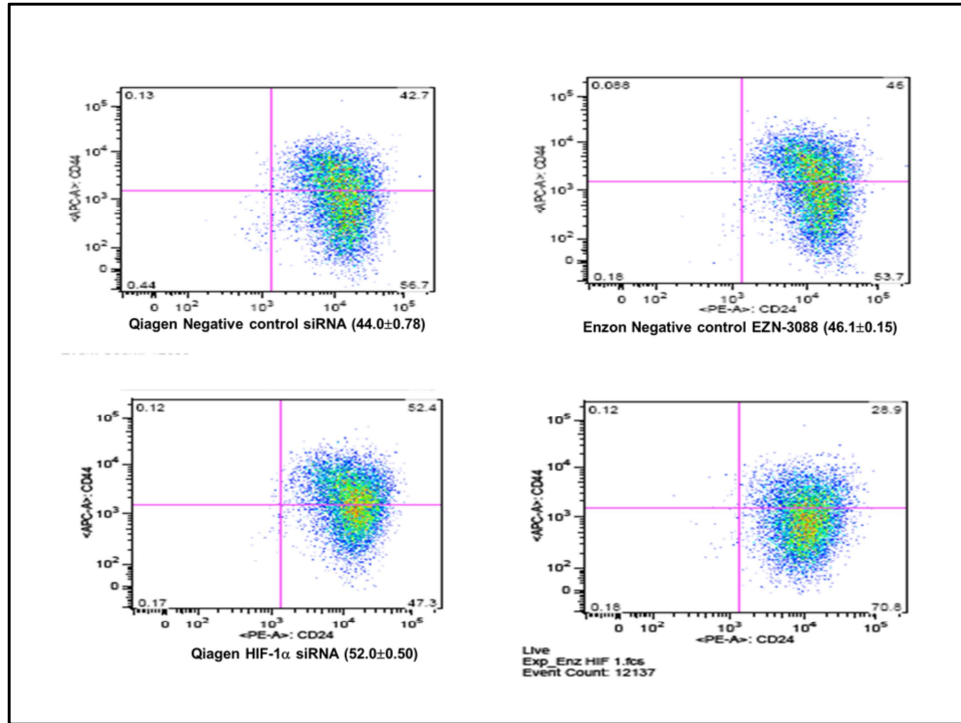 0.13 42.7
10⁵
10⁴
10³
10²
0
<APC-A>: CD44
0.44 56.7
0 10² 10³ 10⁴ 10⁵
Qiagen Negative control siRNA (44.0±0.78)
0.088 46
10⁵
10⁴
10³
10²
0
<APC-A>: CD44
0.18 53.7
0 10² 10³ 10⁴ 10⁵
<PE-A>: CD24
Enzon Negative control EZN-3088 (46.1±0.15)
0.12 52.4
10⁵
10⁴
10³
10²
0
<APC-A>: CD44
0.17 47.3
0 10² 10³ 10⁴ 10⁵
<PE-A>: CD24
Qiagen HIF-1α siRNA (52.0±0.50)
0.12 28.9
10⁵
10⁴
10³
10²
0
<APC-A>: CD44
0.18 70.8
0 10² 10³ 10⁴ 10⁵
<PE-A>: CD24
Live
Exp_Enz HIF 1.fcs
Event Count: 12137